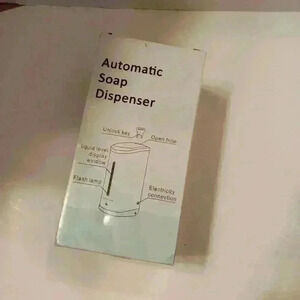 Automatic
Soap
Dispenser
Unlock key
Open hole
Liquid level
display
window
Flash lamp
Electricity
connection